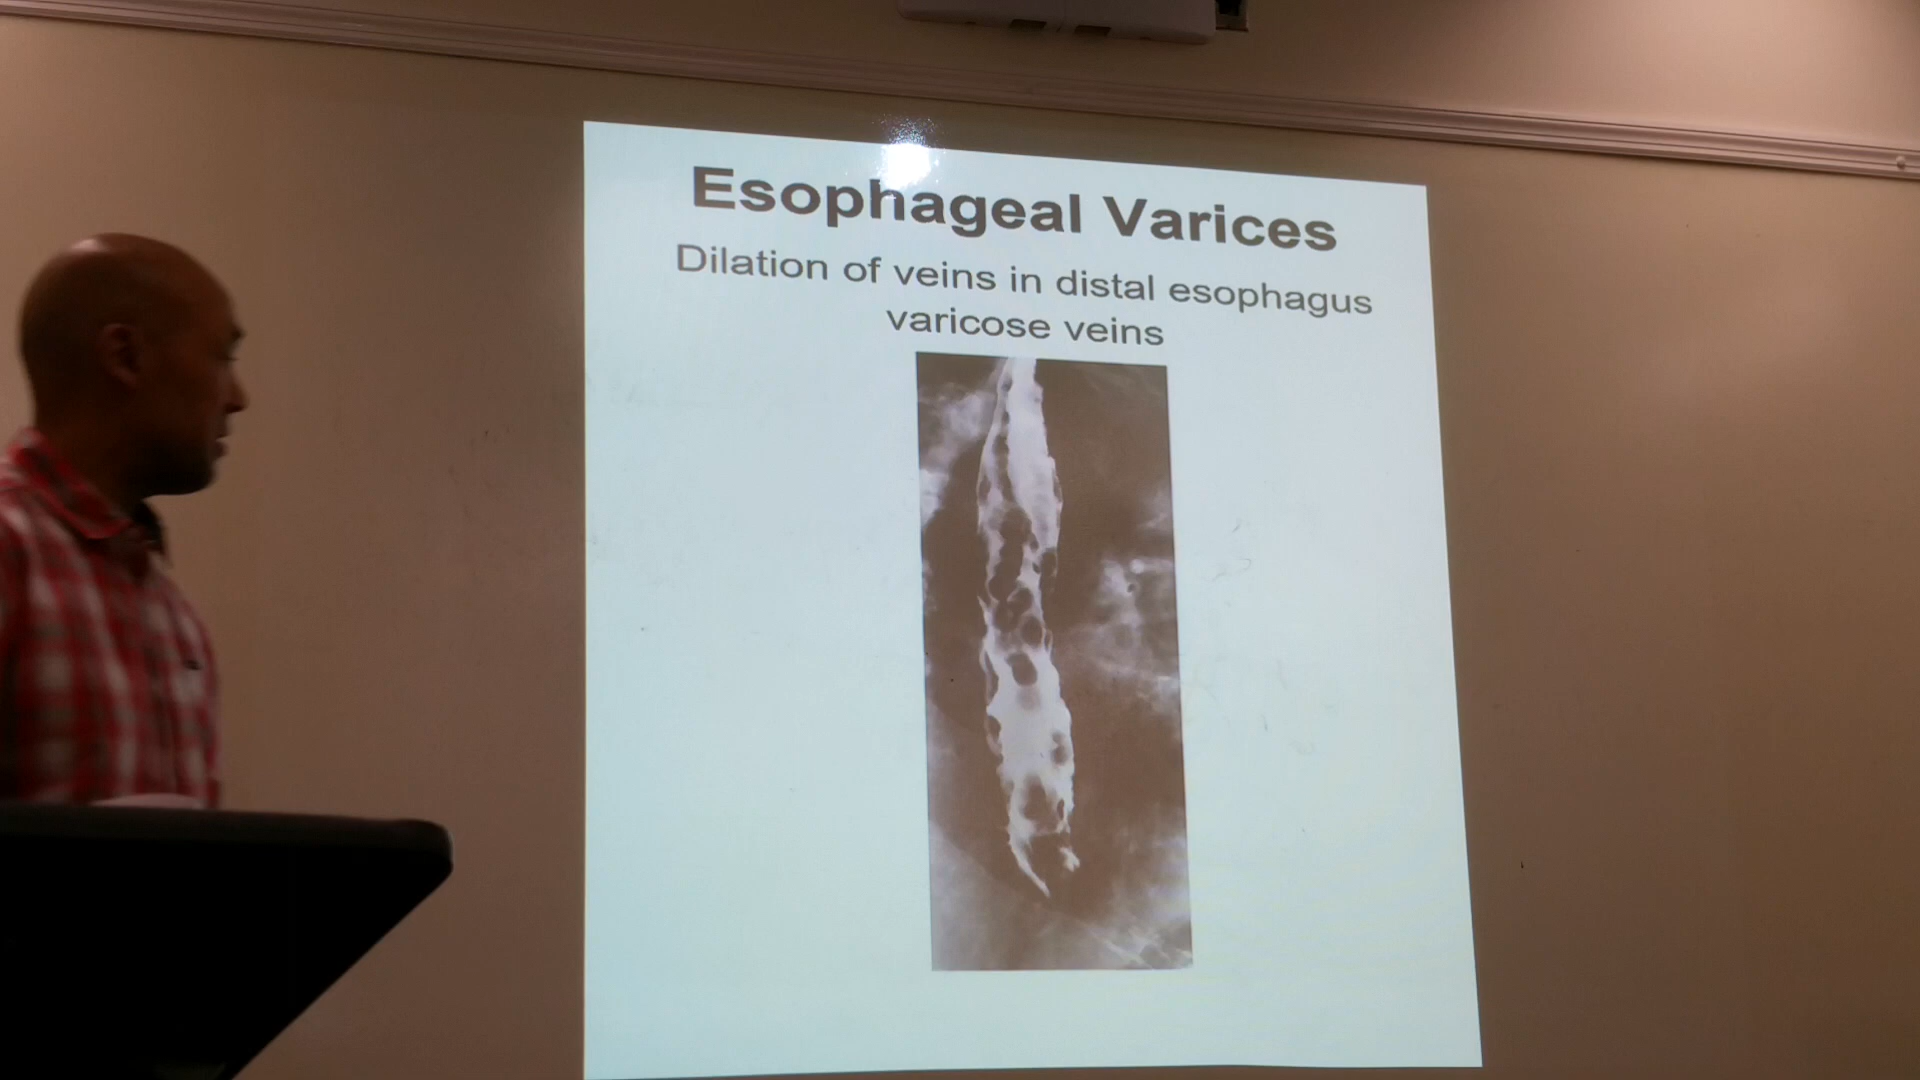 Esophageal Varices
Dilation of veins in distal esophagus
varicose veins